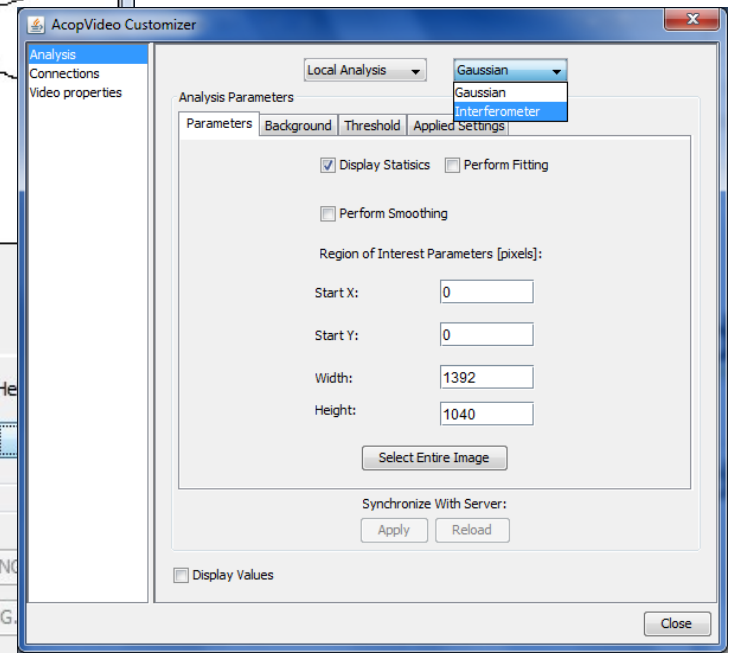 AcopVideo Customizer
Analysis
Connections
Video properties
Local Analysis
Gaussian
Gaussian
Interferometer
Analysis Parameters
Parameters Background Threshold Applied Settings
Display Statisics Perform Fitting
Perform Smoothing
Region of Interest Parameters [pixels]:
Start X: 0
Start Y: 0
Width: 1392
Height: 1040
Select Entire Image
Synchronize With Server:
Apply Reload
Display Values
Close
He
G.